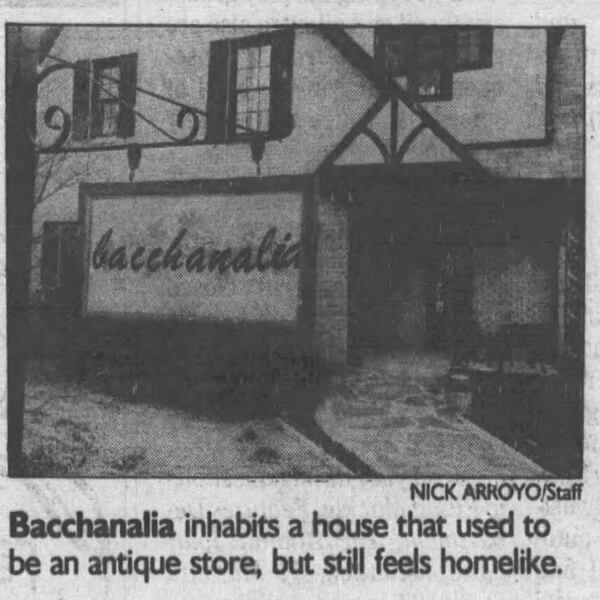 bacchanalia
NICK ARROYO/Staff
Bacchanalia inhabits a house that used to
be an antique store, but still feels homelike.